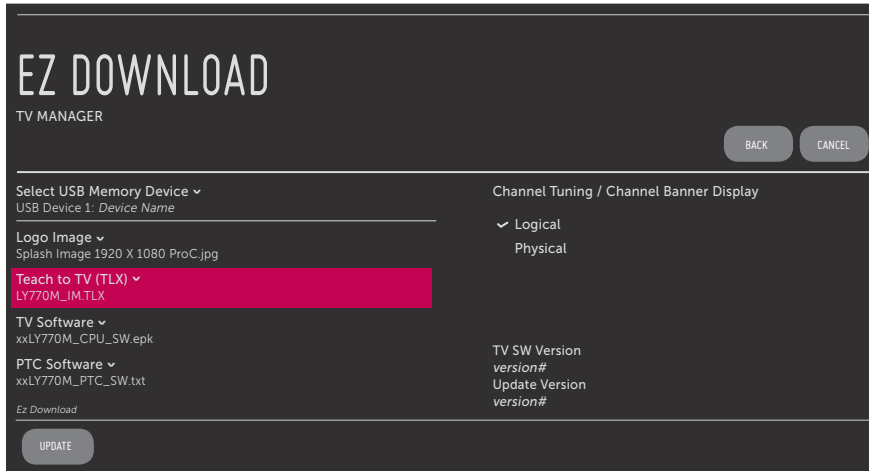 EZ DOWNLOAD
TV MANAGER
BACK
CANCEL
Select USB Memory Device
USB Device 1: Device Name
Logo Image
Splash Image 1920 X 1080 ProC.jpg
Teach to TV (TLX)
LY770M_IM.TLX
TV Software
xxLY770M_CPU_SW.epk
PTC Software
xxLY770M_PTC_SW.txt
Ez Download
Channel Tuning / Channel Banner Display
Logical
Physical
TV SW Version
version#
Update Version
version#
UPDATE